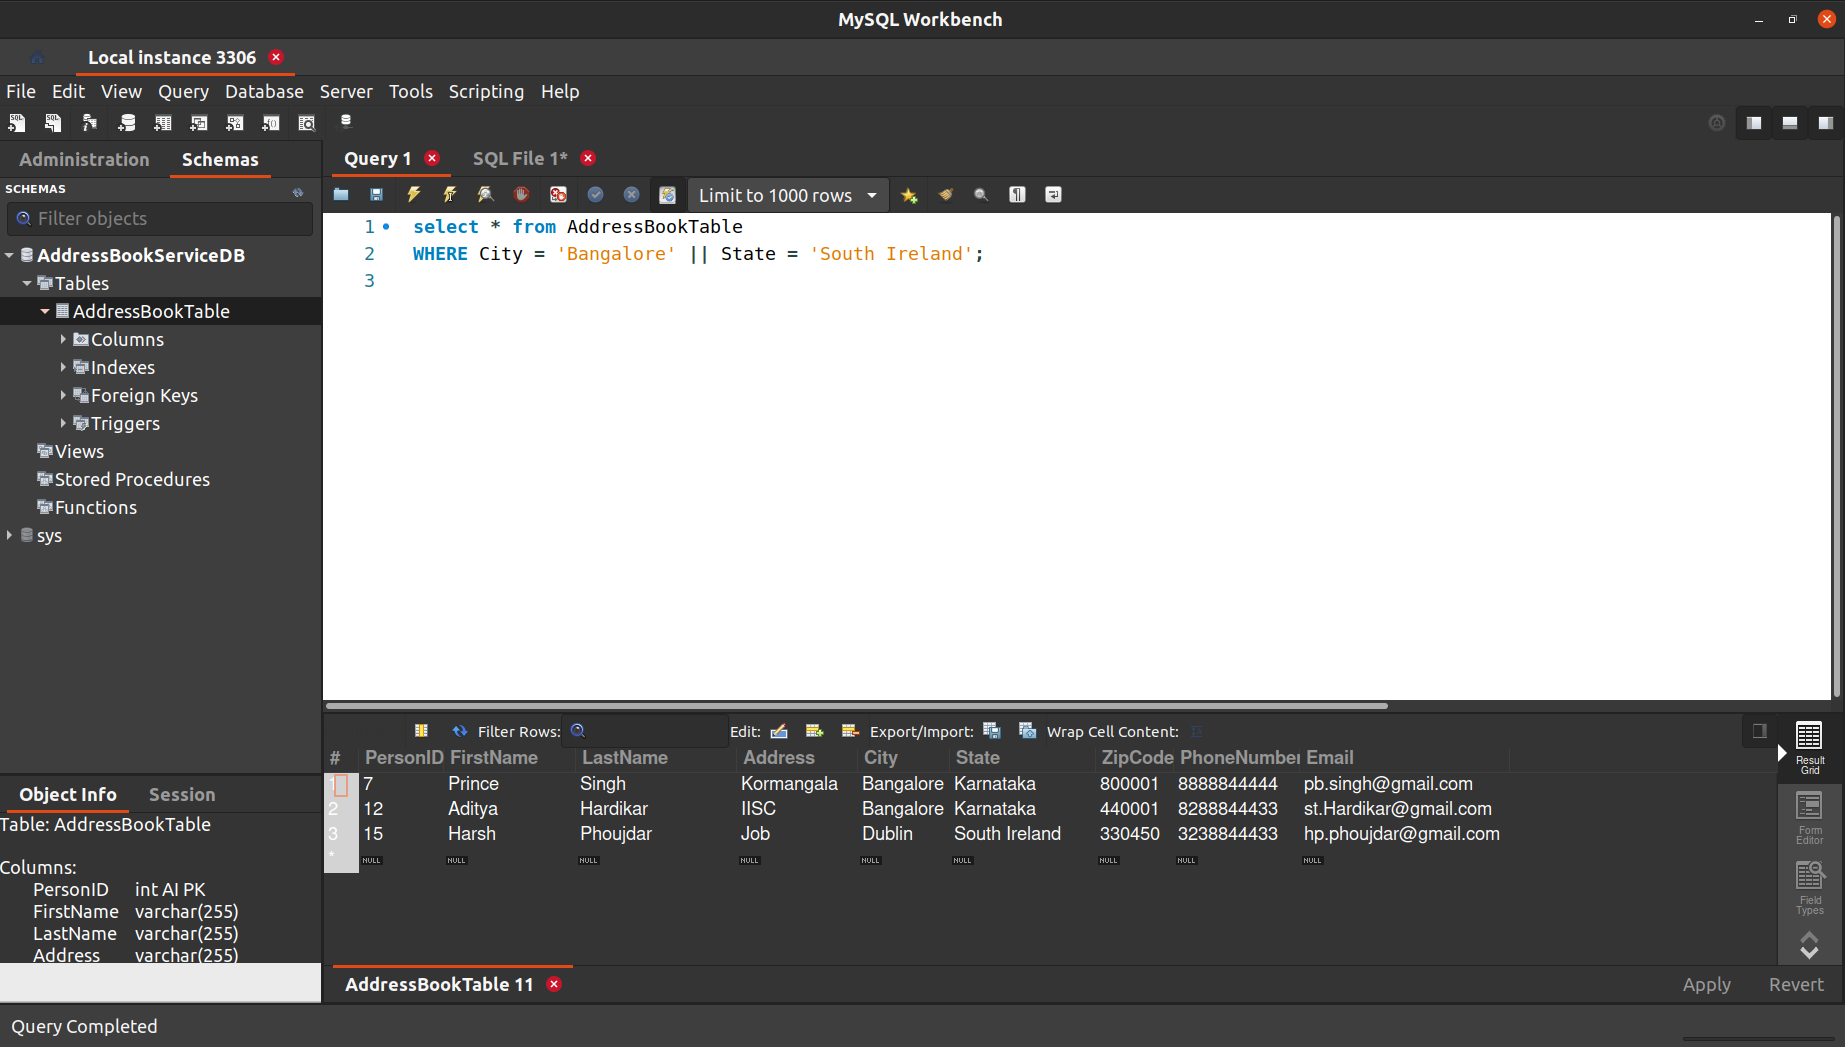 MySQL Workbench
Local instance 3306
File Edit View Query Database Server Tools Scripting Help
Administration Schemas
Query 1 SQL File 1*
SCHEMAS
Filter objects
Limit to 1000 rows
AddressBookServiceDB
Tables
AddressBookTable
Columns
Indexes
Foreign Keys
Triggers
Views
Stored Procedures
Functions
sys
1 select * from AddressBookTable
2 WHERE City = 'Bangalore' || State = 'South Ireland';
3
Filter Rows: Edit: Export/Import: Wrap Cell Content:
# PersonID FirstName LastName Address City State ZipCode PhoneNumber Email
1 7 Prince Singh Kormangala Bangalore Karnataka 800001 8888844444 pb.singh@gmail.com
2 12 Aditya Hardikar IISC Bangalore Karnataka 440001 8288844433 st.Hardikar@gmail.com
3 15 Harsh Phoujdar Job Dublin South Ireland 330450 3238844433 hp.phoujdar@gmail.com
* NULL NULL NULL NULL NULL NULL NULL NULL NULL
Result
Grid
Form
Editor
Field
Types
Object Info Session
Table: AddressBookTable
Columns:
PersonID int AI PK
FirstName varchar(255)
LastName varchar(255)
Address varchar(255)
AddressBookTable 11
Apply Revert
Query Completed